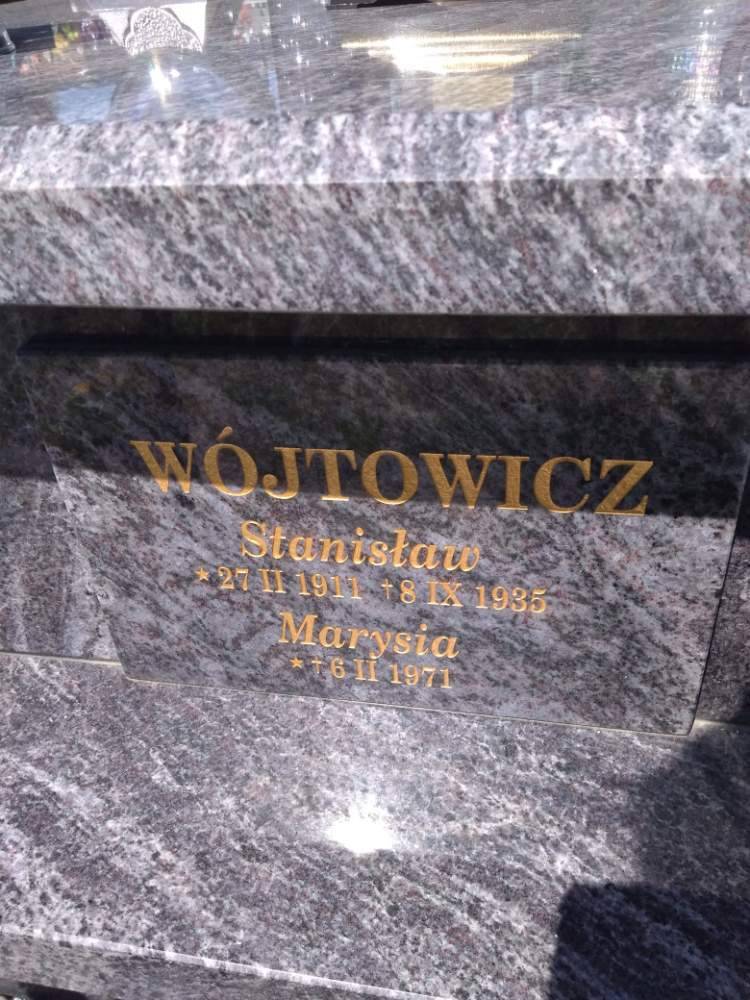 WÓJTOWICZ
Stanisław
* 27 II 1911 † 8 IX 1935
Marysia
* † 6 II 1971